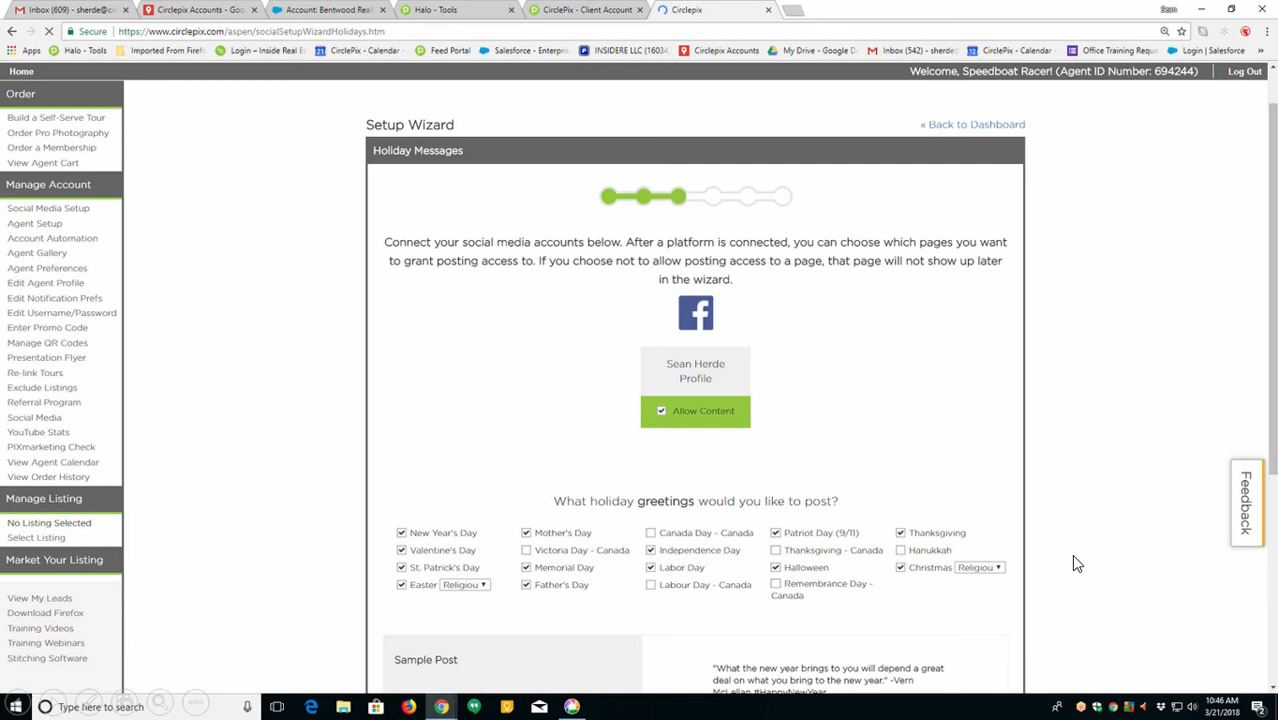 Inbox (609) - sherde@ci
Circlepix Accounts - Goo
Account: Bentwood Real
Halo - Tools
CirclePix - Client Account
Circlepix
Sean
https://www.circlepix.com/aspen/socialSetupWizardHolidays.htm
Apps
Halo - Tools
Imported From Firefo
Login – Inside Real Es
CirclePix - Calendar
Feed Portal
Salesforce - Enterpris
INSIDERE LLC (16034
Circlepix Accounts
My Drive - Google D
Inbox (542) - sherde@
CirclePix - Calendar -
Office Training Reque
Login | Salesforce
Home
Welcome, Speedboat Racer! (Agent ID Number: 694244)
Log Out
Order
Build a Self-Serve Tour
Order Pro Photography
Order a Membership
View Agent Cart
Manage Account
Social Media Setup
Agent Setup
Account Automation
Agent Gallery
Agent Preferences
Edit Agent Profile
Edit Notification Prefs
Edit Username/Password
Enter Promo Code
Manage QR Codes
Presentation Flyer
Re-link Tours
Exclude Listings
Referral Program
Social Media
YouTube Stats
PIXmarketing Check
View Agent Calendar
View Order History
Manage Listing
No Listing Selected
Select Listing
Market Your Listing
View My Leads
Download Firefox
Training Videos
Training Webinars
Stitching Software
Setup Wizard
« Back to Dashboard
Holiday Messages
Connect your social media accounts below. After a platform is connected, you can choose which pages you want
to grant posting access to. If you choose not to allow posting access to a page, that page will not show up later
in the wizard.
Sean Herde
Profile
Allow Content
What holiday greetings would you like to post?
New Year's Day
Mother's Day
Canada Day - Canada
Patriot Day (9/11)
Thanksgiving
Valentine's Day
Victoria Day - Canada
Independence Day
Thanksgiving - Canada
Hanukkah
St. Patrick's Day
Memorial Day
Labor Day
Halloween
Christmas Religiou
Easter Religiou
Father's Day
Labour Day - Canada
Remembrance Day -
Canada
Sample Post
"What the new year brings to you will depend a great
deal on what you bring to the new year." -Vern
McLellan #HappyNewYear
Feedback
Type here to search
10:46 AM
3/21/2018
2